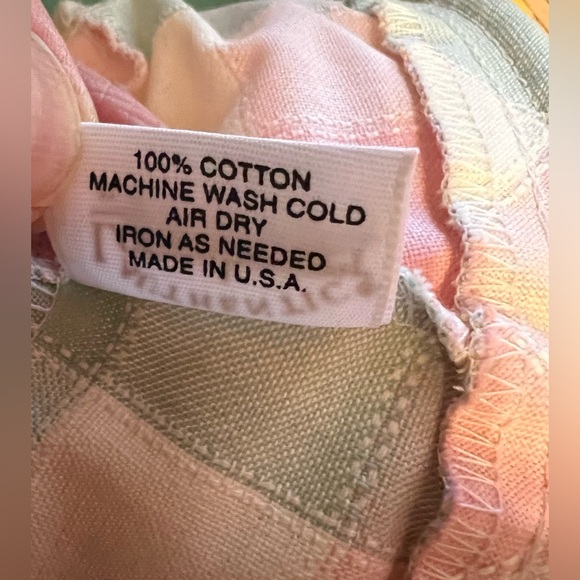 100% COTTON
MACHINE WASH COLD
AIR DRY
IRON AS NEEDED
MADE IN U.S.A.